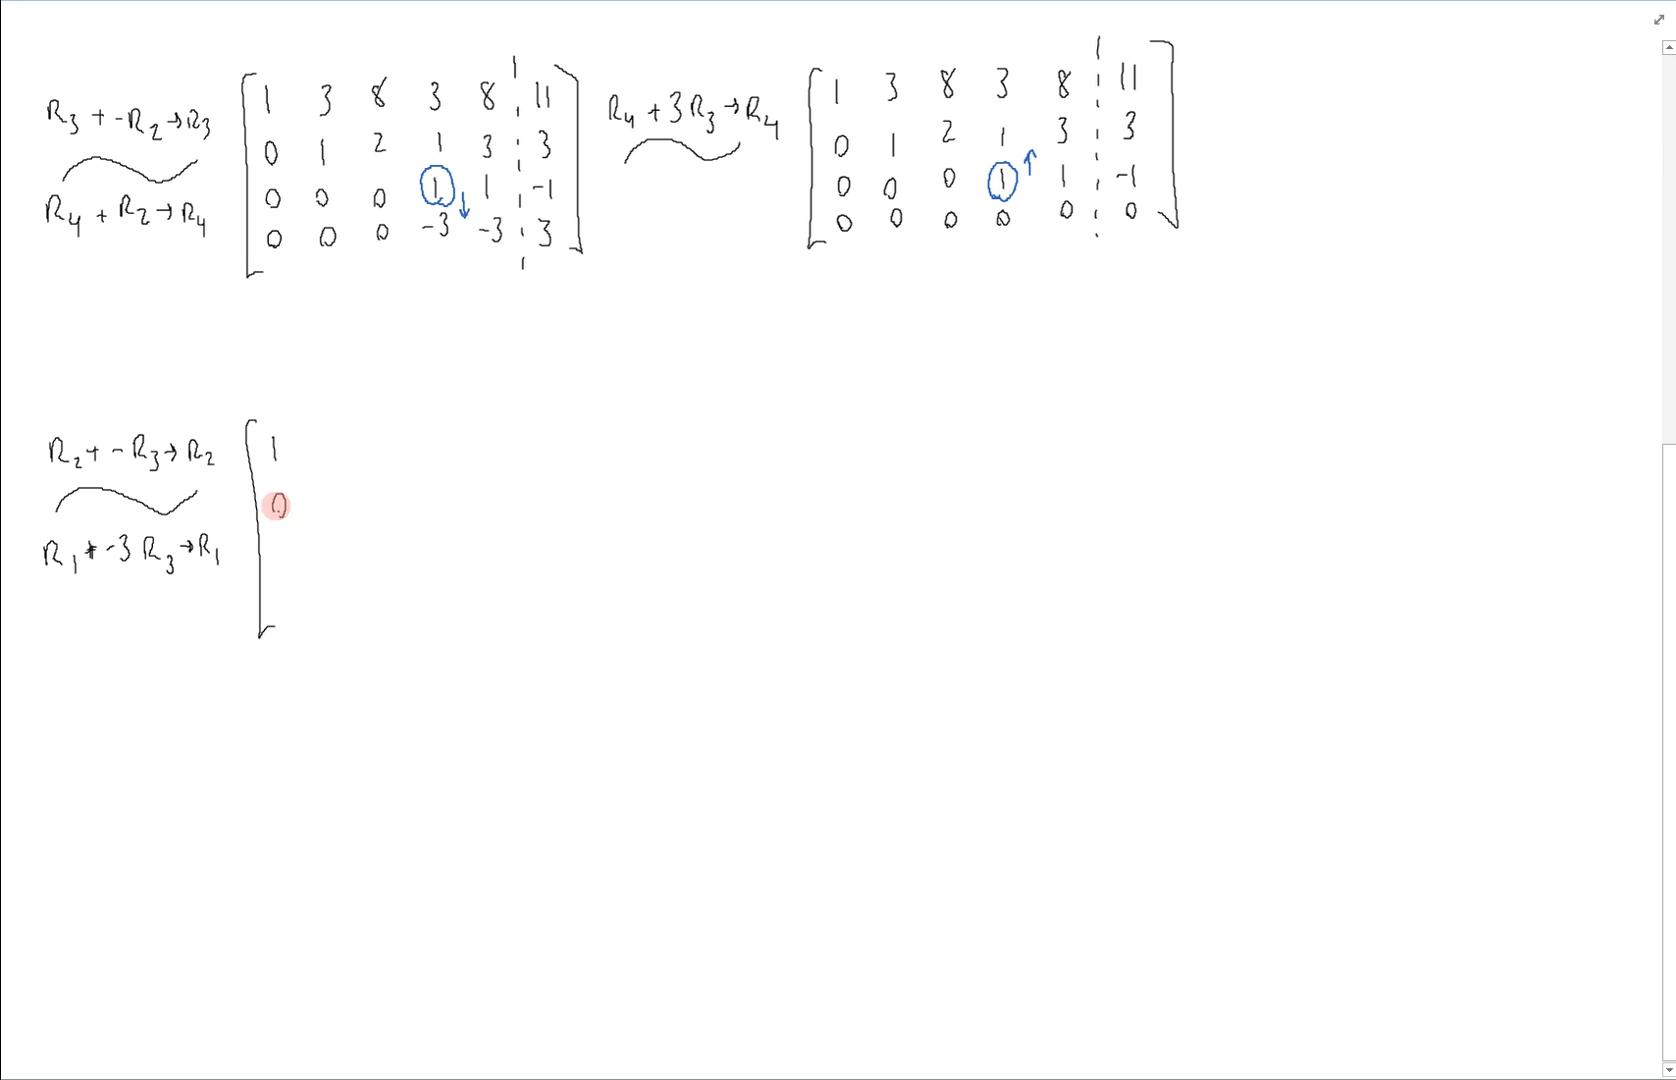 R₃ + -R₂ → R₃
R₄ + R₂ → R₄
1 3 8 3 8 | 11
0 1 2 1 3 | 3
0 0 0 1 1 | -1
0 0 0 -3 -3 | 3
R₄ + 3R₃ → R₄
1 3 8 3 8 | 11
0 1 2 1 3 | 3
0 0 0 1 1 | -1
0 0 0 0 0 | 0
R₂ + -R₃ → R₂
R₁ + -3R₃ → R₁
1
0